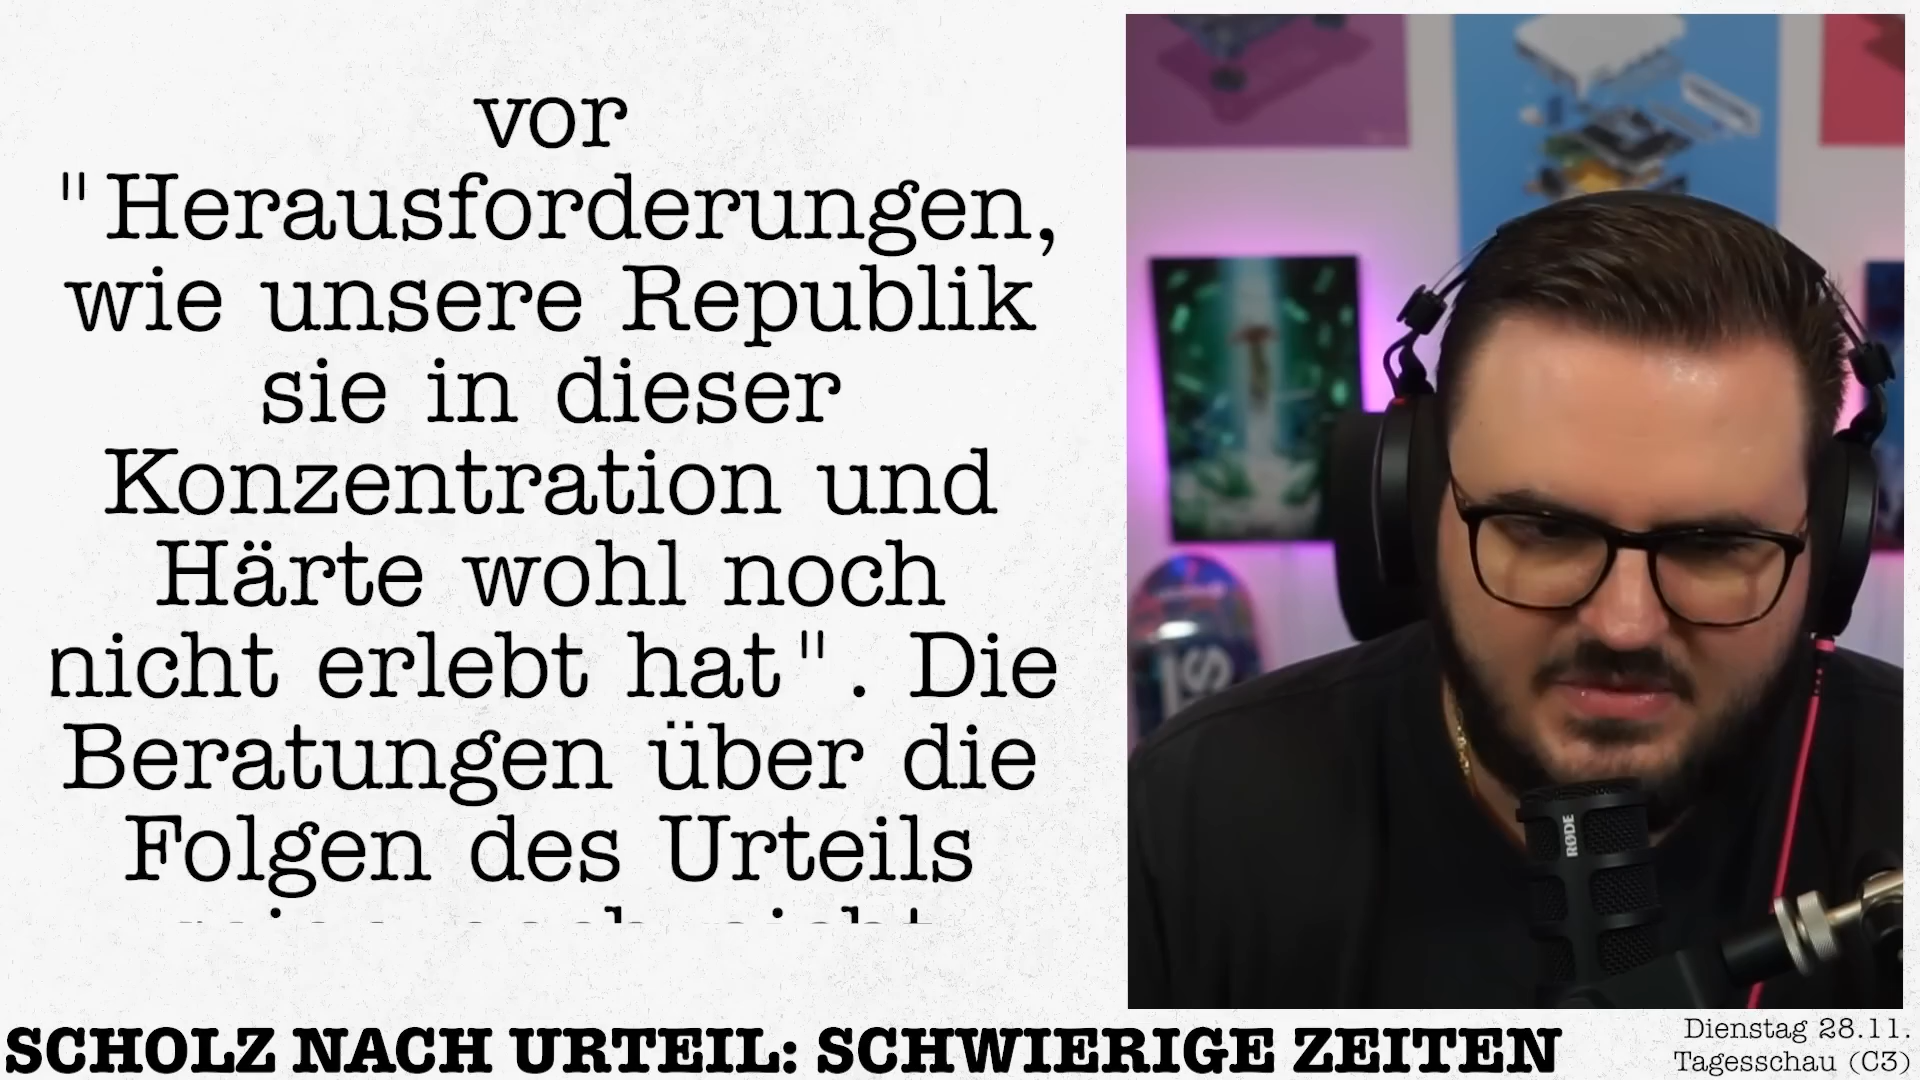 vor
"Herausforderungen,
wie unsere Republik
sie in dieser
Konzentration und
Härte wohl noch
nicht erlebt hat". Die
Beratungen über die
Folgen des Urteils
RØDE
SCHOLZ NACH URTEIL: SCHWIERIGE ZEITEN
Dienstag 28.11.
Tagesschau (C3)